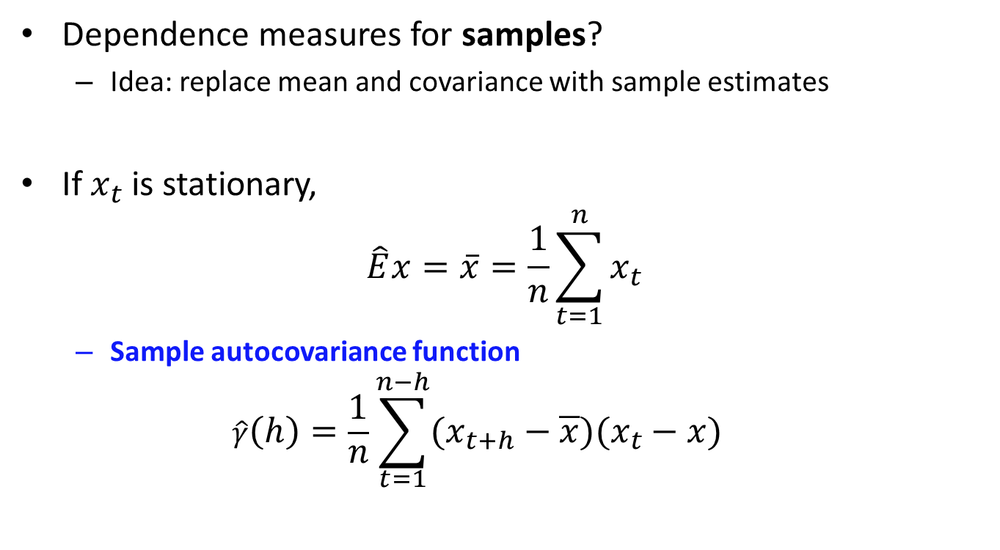 • Dependence measures for samples?
– Idea: replace mean and covariance with sample estimates
• If $x_t$ is stationary,
$\hat{E}x = \bar{x} = \frac{1}{n}\sum_{t=1}^{n} x_t$
– Sample autocovariance function
$\hat{\gamma}(h) = \frac{1}{n}\sum_{t=1}^{n-h} (x_{t+h} - \overline{x})(x_t - x)$